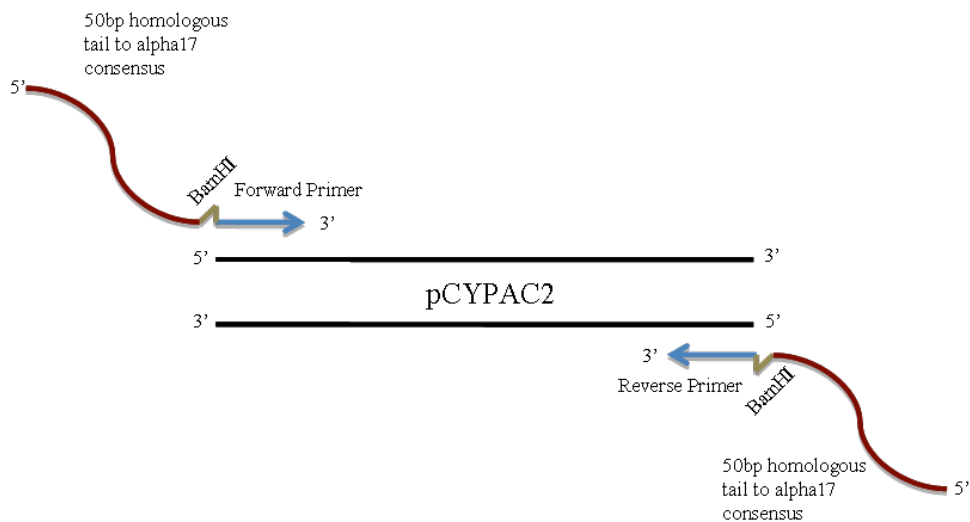 50bp homologous
tail to alpha17
consensus
5’
BamHI
Forward Primer
3’
5’
3’
pCYPAC2
3’
5’
3’
Reverse Primer
BamHI
50bp homologous
tail to alpha17
consensus
5’